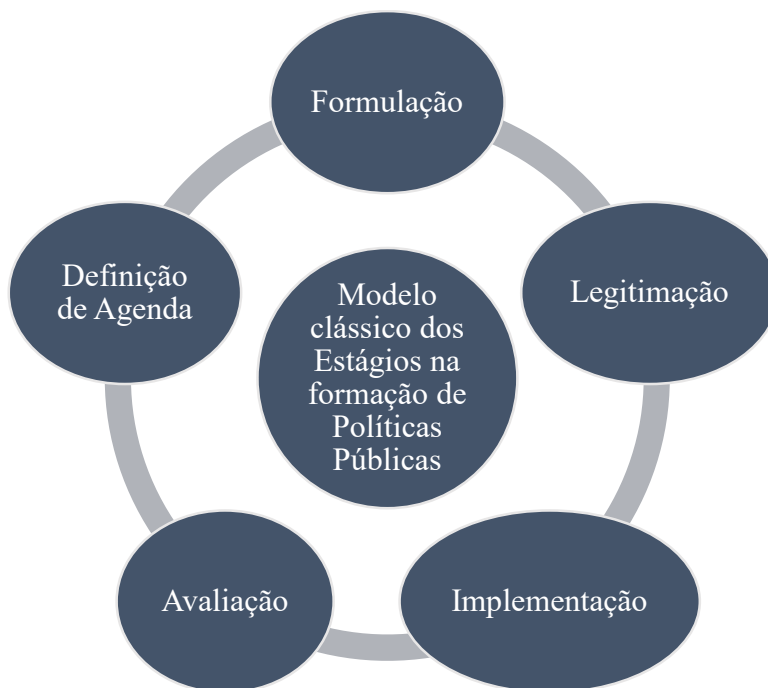 Formulação
Definição
de Agenda
Legitimação
Modelo
clássico dos
Estágios na
formação de
Políticas
Públicas
Avaliação
Implementação